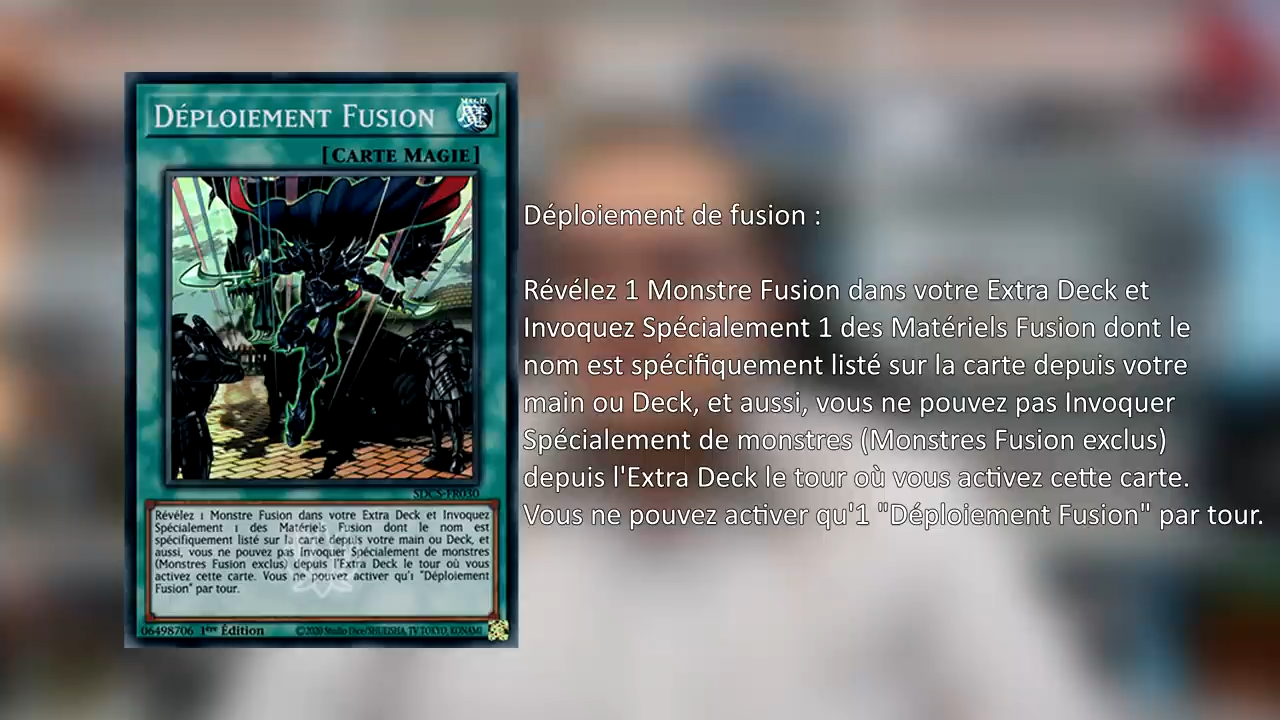 DÉPLOIEMENT FUSION
[CARTE MAGIE]
SDCS-FR030
Révélez 1 Monstre Fusion dans votre Extra Deck et Invoquez
Spécialement 1 des Matériels Fusion dont le nom est
spécifiquement listé sur la carte depuis votre main ou Deck, et
aussi, vous ne pouvez pas Invoquer Spécialement de monstres
(Monstres Fusion exclus) depuis l'Extra Deck le tour où vous
activez cette carte. Vous ne pouvez activer qu'1 "Déploiement
Fusion" par tour.
06498706 1ère Édition ©2020 Studio Dice/SHUEISHA, TV TOKYO, KONAMI
Déploiement de fusion :
Révélez 1 Monstre Fusion dans votre Extra Deck et
Invoquez Spécialement 1 des Matériels Fusion dont le
nom est spécifiquement listé sur la carte depuis votre
main ou Deck, et aussi, vous ne pouvez pas Invoquer
Spécialement de monstres (Monstres Fusion exclus)
depuis l'Extra Deck le tour où vous activez cette carte.
Vous ne pouvez activer qu'1 "Déploiement Fusion" par tour.